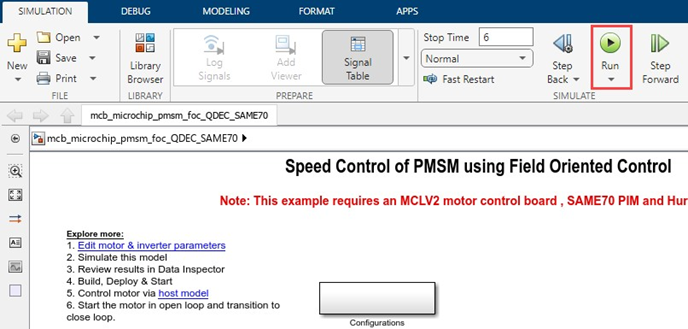 SIMULATION DEBUG MODELING FORMAT APPS
New
Open
Save
Print
FILE
Library
Browser
LIBRARY
Log
Signals
Add
Viewer
Signal
Table
PREPARE
Stop Time 6
Normal
Fast Restart
Step
Back
Run
Step
Forward
SIMULATE
mcb_microchip_pmsm_foc_QDEC_SAME70
mcb_microchip_pmsm_foc_QDEC_SAME70
Speed Control of PMSM using Field Oriented Control
Note: This example requires an MCLV2 motor control board , SAME70 PIM and Hur
Explore more:
1. Edit motor & inverter parameters
2. Simulate this model
3. Review results in Data Inspector
4. Build, Deploy & Start
5. Control motor via host model
6. Start the motor in open loop and transition to
close loop.
Configurations